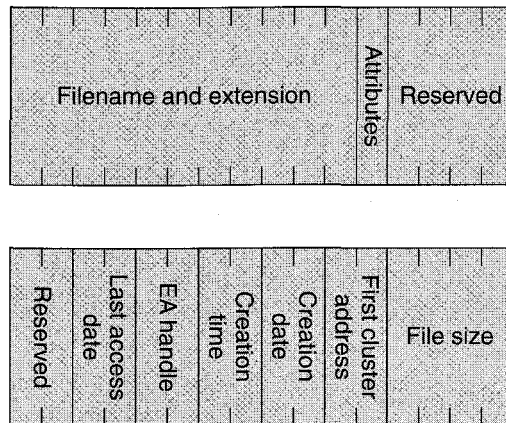 Filename and extension
Attributes
Reserved
Reserved
Last access
date
EA handle
Creation
time
Creation
date
First cluster
address
File size